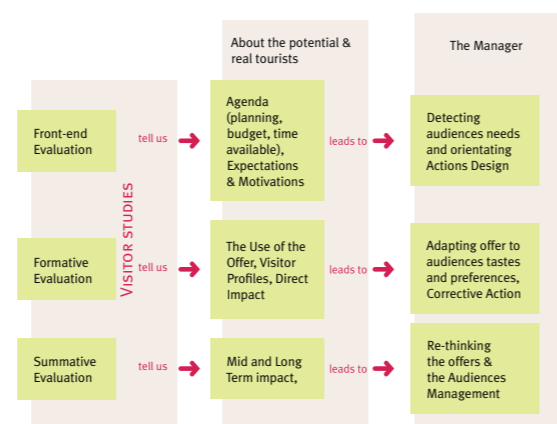 About the potential &
real tourists
The Manager
VISITOR STUDIES
Front-end
Evaluation
tell us
Agenda
(planning,
budget, time
available),
Expectations
& Motivations
leads to
Detecting
audiences needs
and orientating
Actions Design
Formative
Evaluation
tell us
The Use of the
Offer, Visitor
Profiles, Direct
Impact
leads to
Adapting offer to
audiences tastes
and preferences,
Corrective Action
Summative
Evaluation
tell us
Mid and Long
Term impact,
leads to
Re-thinking
the offers &
the Audiences
Management